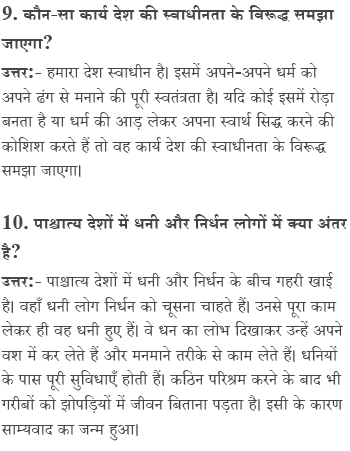 9. कौन-सा कार्य देश की स्वाधीनता के विरूद्ध समझा
जाएगा?
उत्तर:- हमारा देश स्वाधीन है। इसमें अपने-अपने धर्म को
अपने ढंग से मनाने की पूरी स्वतंत्रता है। यदि कोई इसमें रोड़ा
बनता है या धर्म की आड़ लेकर अपना स्वार्थ सिद्ध करने की
कोशिश करते हैं तो वह कार्य देश की स्वाधीनता के विरूद्ध
समझा जाएगा।
10. पाश्चात्य देशों में धनी और निर्धन लोगों में क्या अंतर
है?
उत्तर:- पाश्चात्य देशों में धनी और निर्धन के बीच गहरी खाई
है। वहाँ धनी लोग निर्धन को चूसना चाहते हैं। उनसे पूरा काम
लेकर ही वह धनी हुए हैं। वे धन का लोभ दिखाकर उन्हें अपने
वश में कर लेते हैं और मनमाने तरीके से काम लेते हैं। धनियों
के पास पूरी सुविधाएँ होती हैं। कठिन परिश्रम करने के बाद भी
गरीबों को झोपड़ियों में जीवन बिताना पड़ता है। इसी के कारण
साम्यवाद का जन्म हुआ।